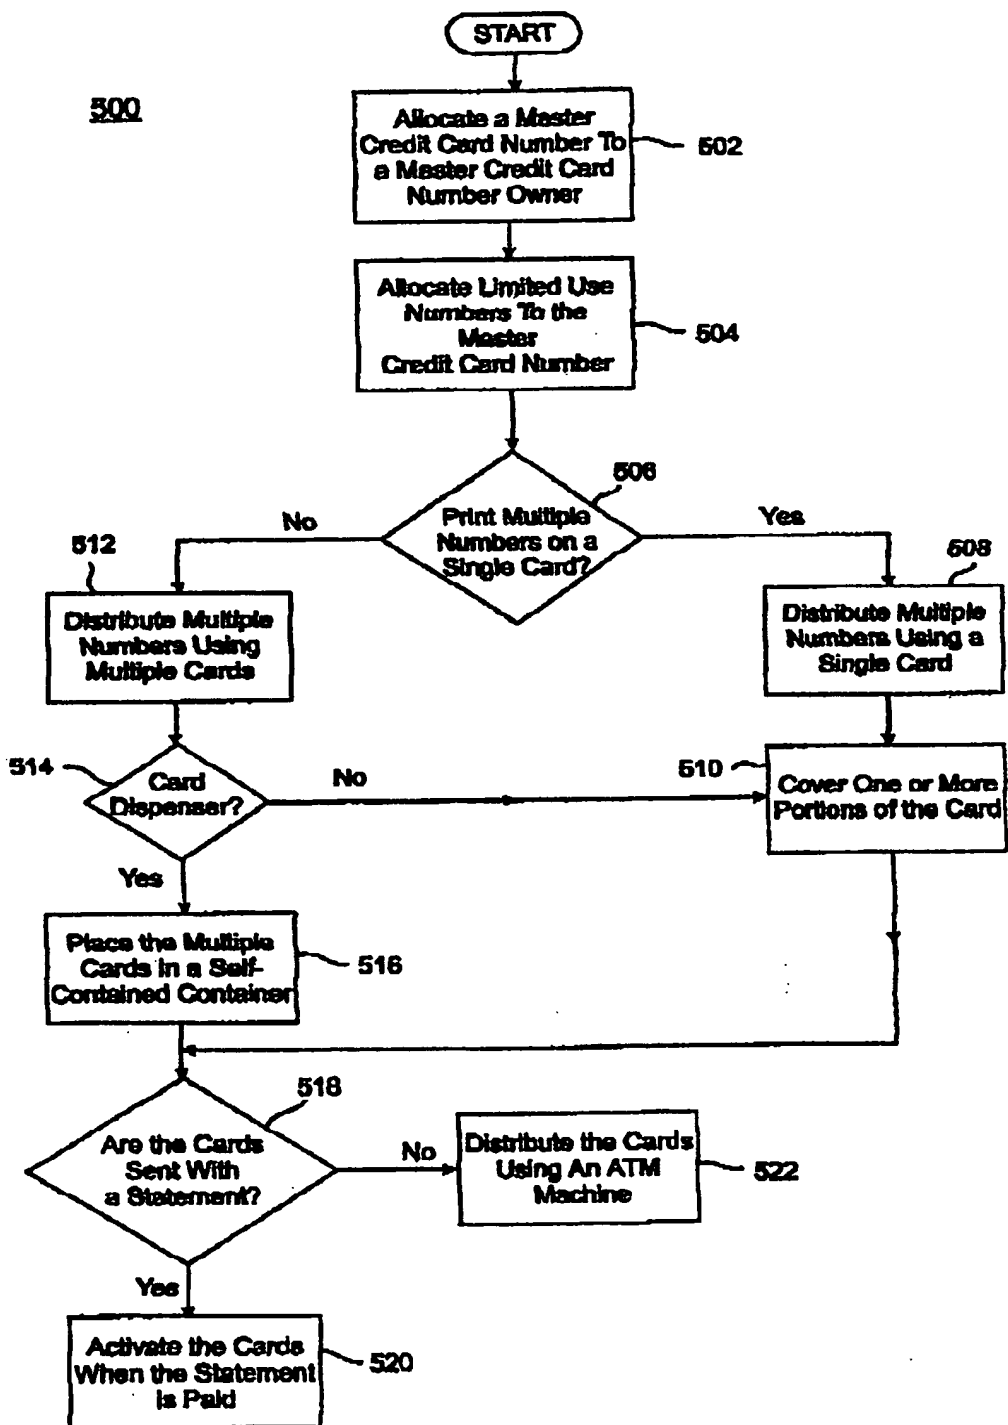 START
500
Allocate a Master
Credit Card Number To
a Master Credit Card
Number Owner
502
Allocate Limited Use
Numbers To the
Master
Credit Card Number
504
506
Print Multiple
Numbers on a
Single Card?
No
Yes
512
Distribute Multiple
Numbers Using
Multiple Cards
508
Distribute Multiple
Numbers Using a
Single Card
514
Card
Dispenser?
No
510
Cover One or More
Portions of the Card
Yes
Place the Multiple
Cards in a Self-
Contained Container
516
518
Are the Cards
Sent With
a Statement?
No
Distribute the Cards
Using An ATM
Machine
522
Yes
Activate the Cards
When the Statement
is Paid
520